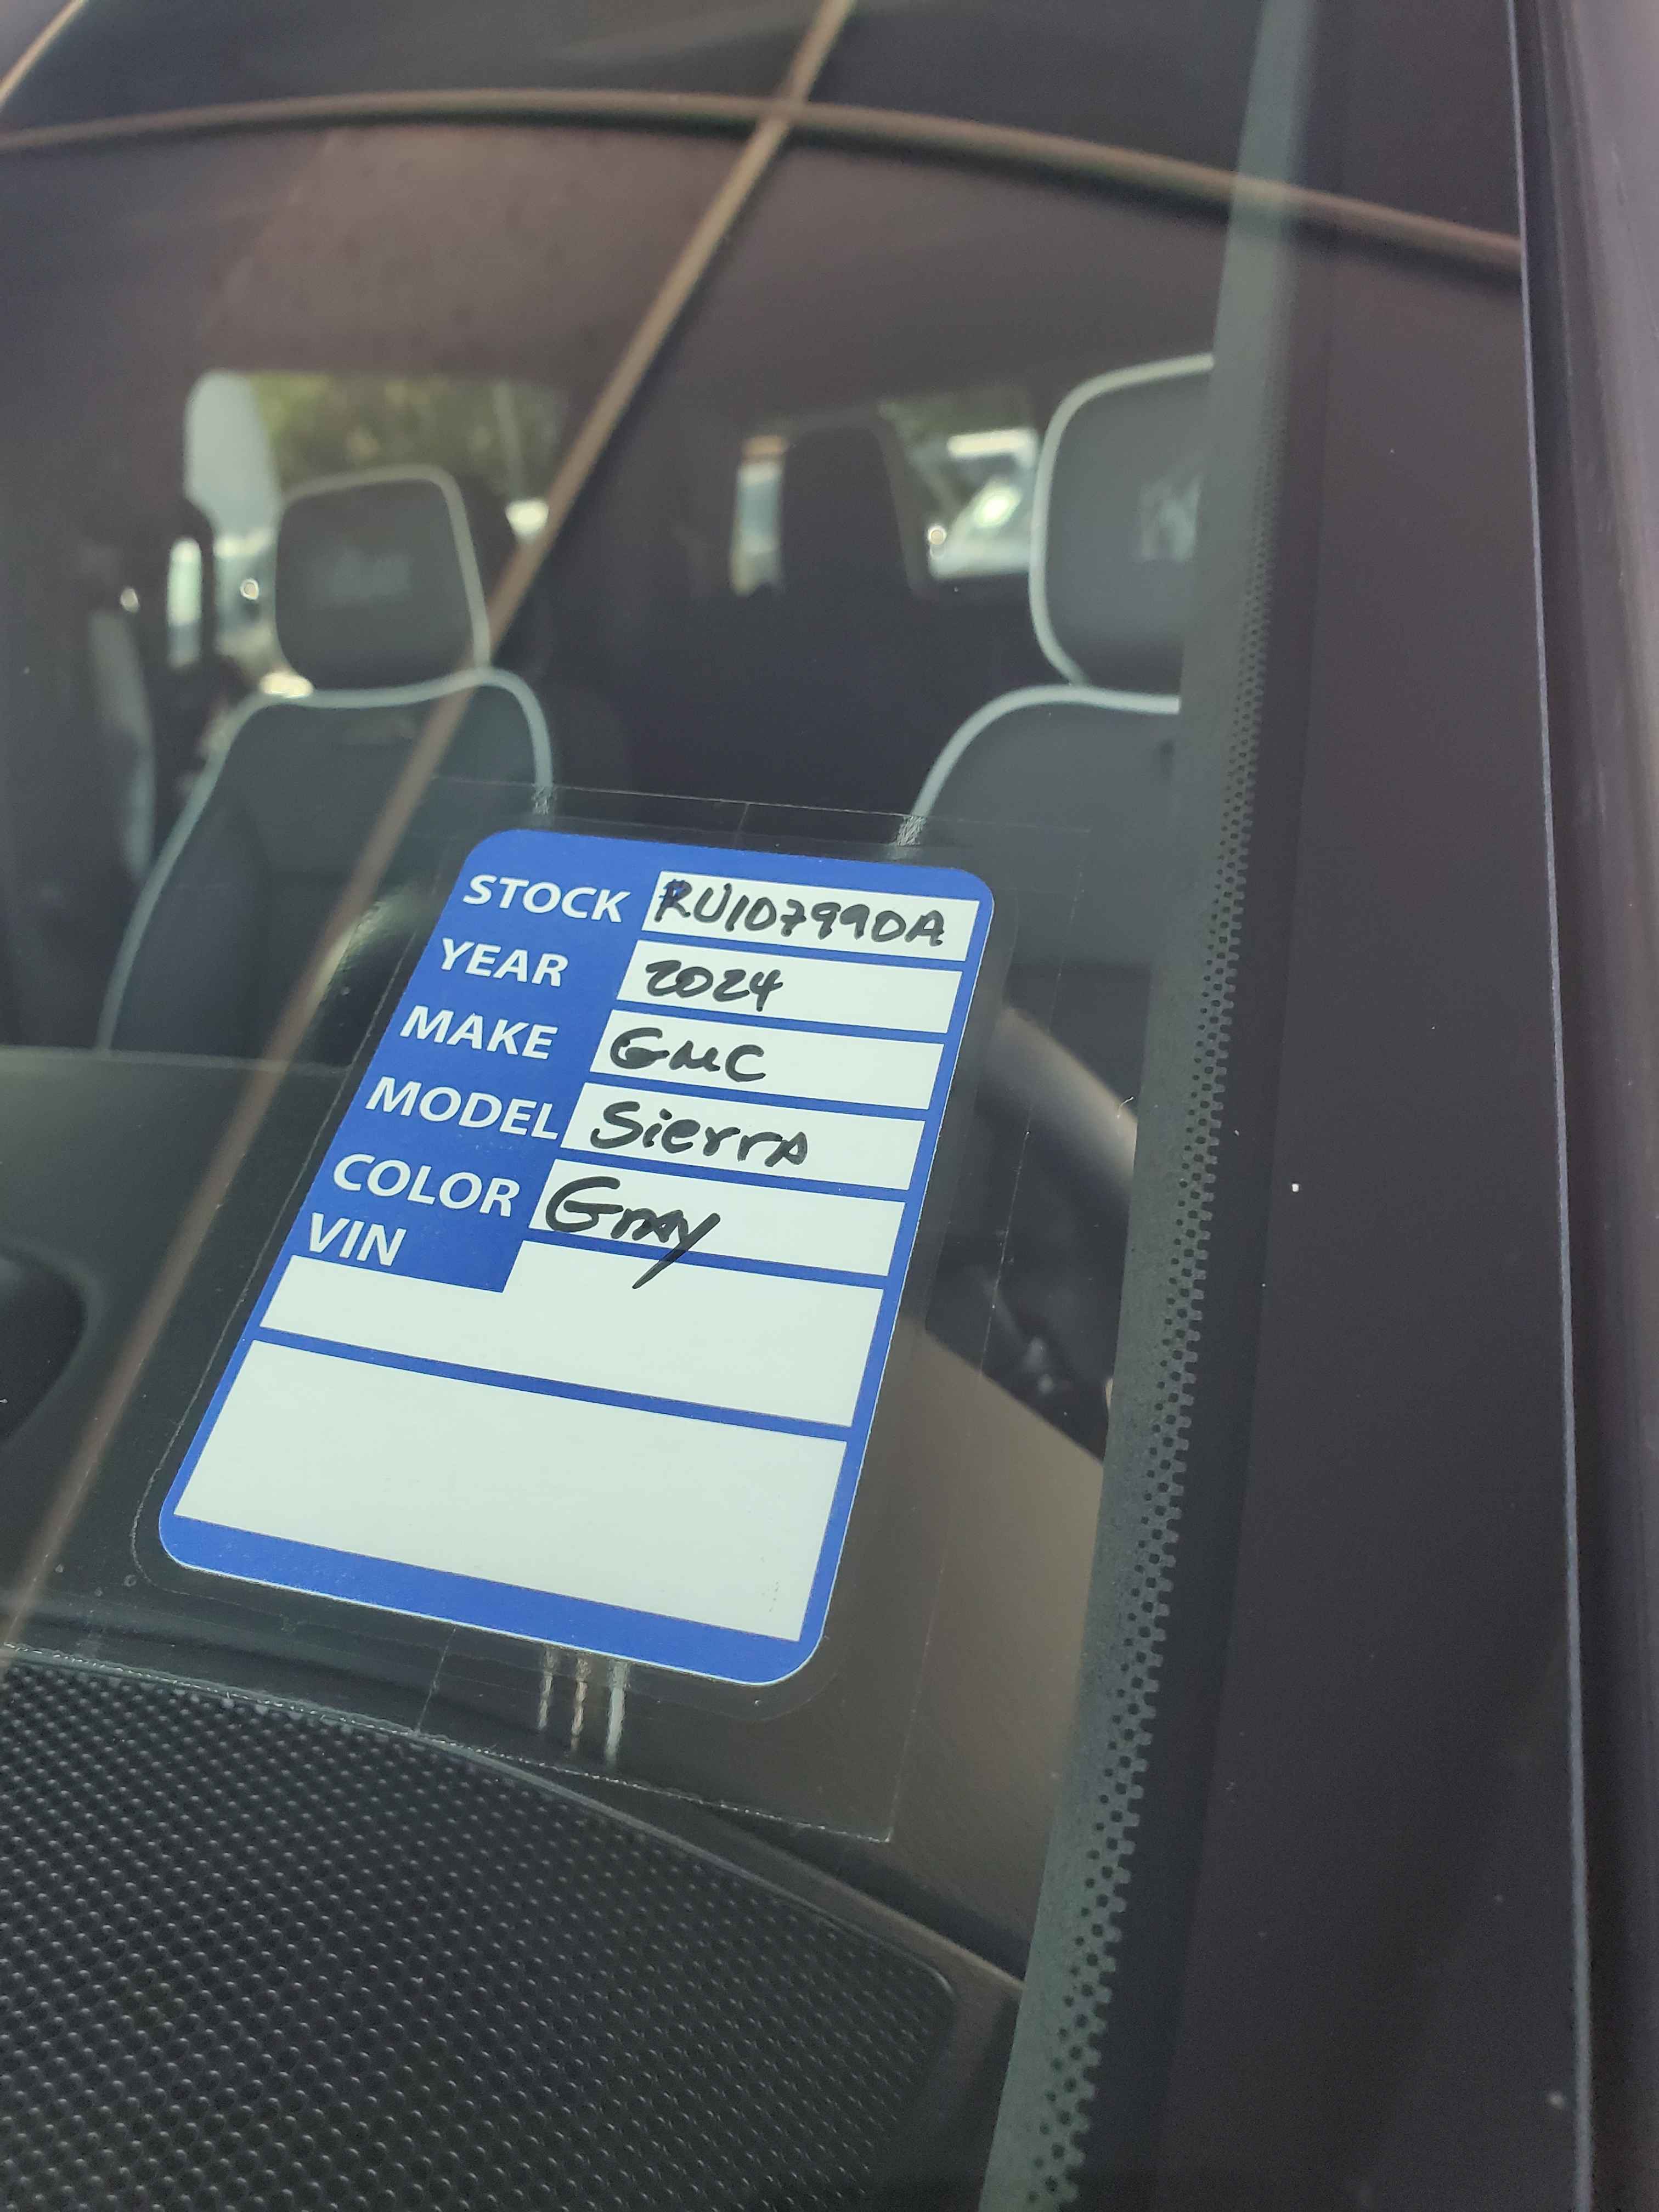 STOCK RU107990A
YEAR 2024
MAKE GMC
MODEL Sierra
COLOR Gray
VIN